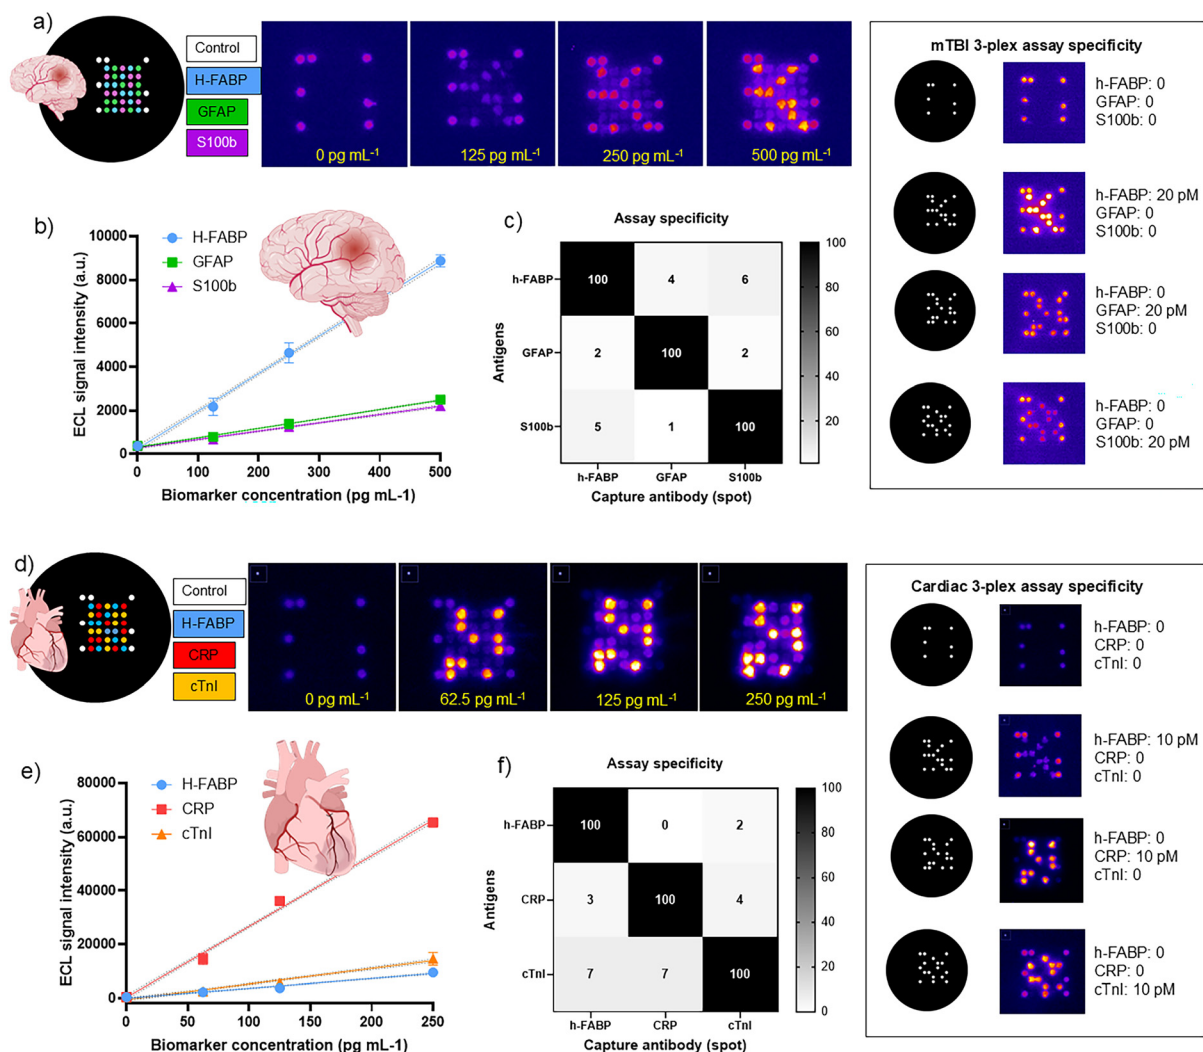 a)
Control
H-FABP
GFAP
S100b
0 pg mL⁻¹
125 pg mL⁻¹
250 pg mL⁻¹
500 pg mL⁻¹
mTBI 3-plex assay specificity
h-FABP: 0
GFAP: 0
S100b: 0
h-FABP: 20 pM
GFAP: 0
S100b: 0
h-FABP: 0
GFAP: 20 pM
S100b: 0
h-FABP: 0
GFAP: 0
S100b: 20 pM
b)
ECL signal intensity (a.u.)
10000
8000
6000
4000
2000
0
H-FABP
GFAP
S100b
0 100 200 300 400 500
Biomarker concentration (pg mL-1)
c)
Assay specificity
Antigens
h-FABP 100 4 6
GFAP 2 100 2
S100b 5 1 100
h-FABP GFAP S100b
Capture antibody (spot)
100
80
60
40
20
d)
Control
H-FABP
CRP
cTnI
0 pg mL⁻¹
62.5 pg mL⁻¹
125 pg mL⁻¹
250 pg mL⁻¹
Cardiac 3-plex assay specificity
h-FABP: 0
CRP: 0
cTnI: 0
h-FABP: 10 pM
CRP: 0
cTnI: 0
h-FABP: 0
CRP: 10 pM
cTnI: 0
h-FABP: 0
CRP: 0
cTnI: 10 pM
e)
ECL signal intensity (a.u.)
80000
60000
40000
20000
0
H-FABP
CRP
cTnI
0 50 100 150 200 250
Biomarker concentration (pg mL-1)
f)
Assay specificity
Antigens
h-FABP 100 0 2
CRP 3 100 4
cTnI 7 7 100
h-FABP CRP cTnI
Capture antibody (spot)
100
80
60
40
20
0